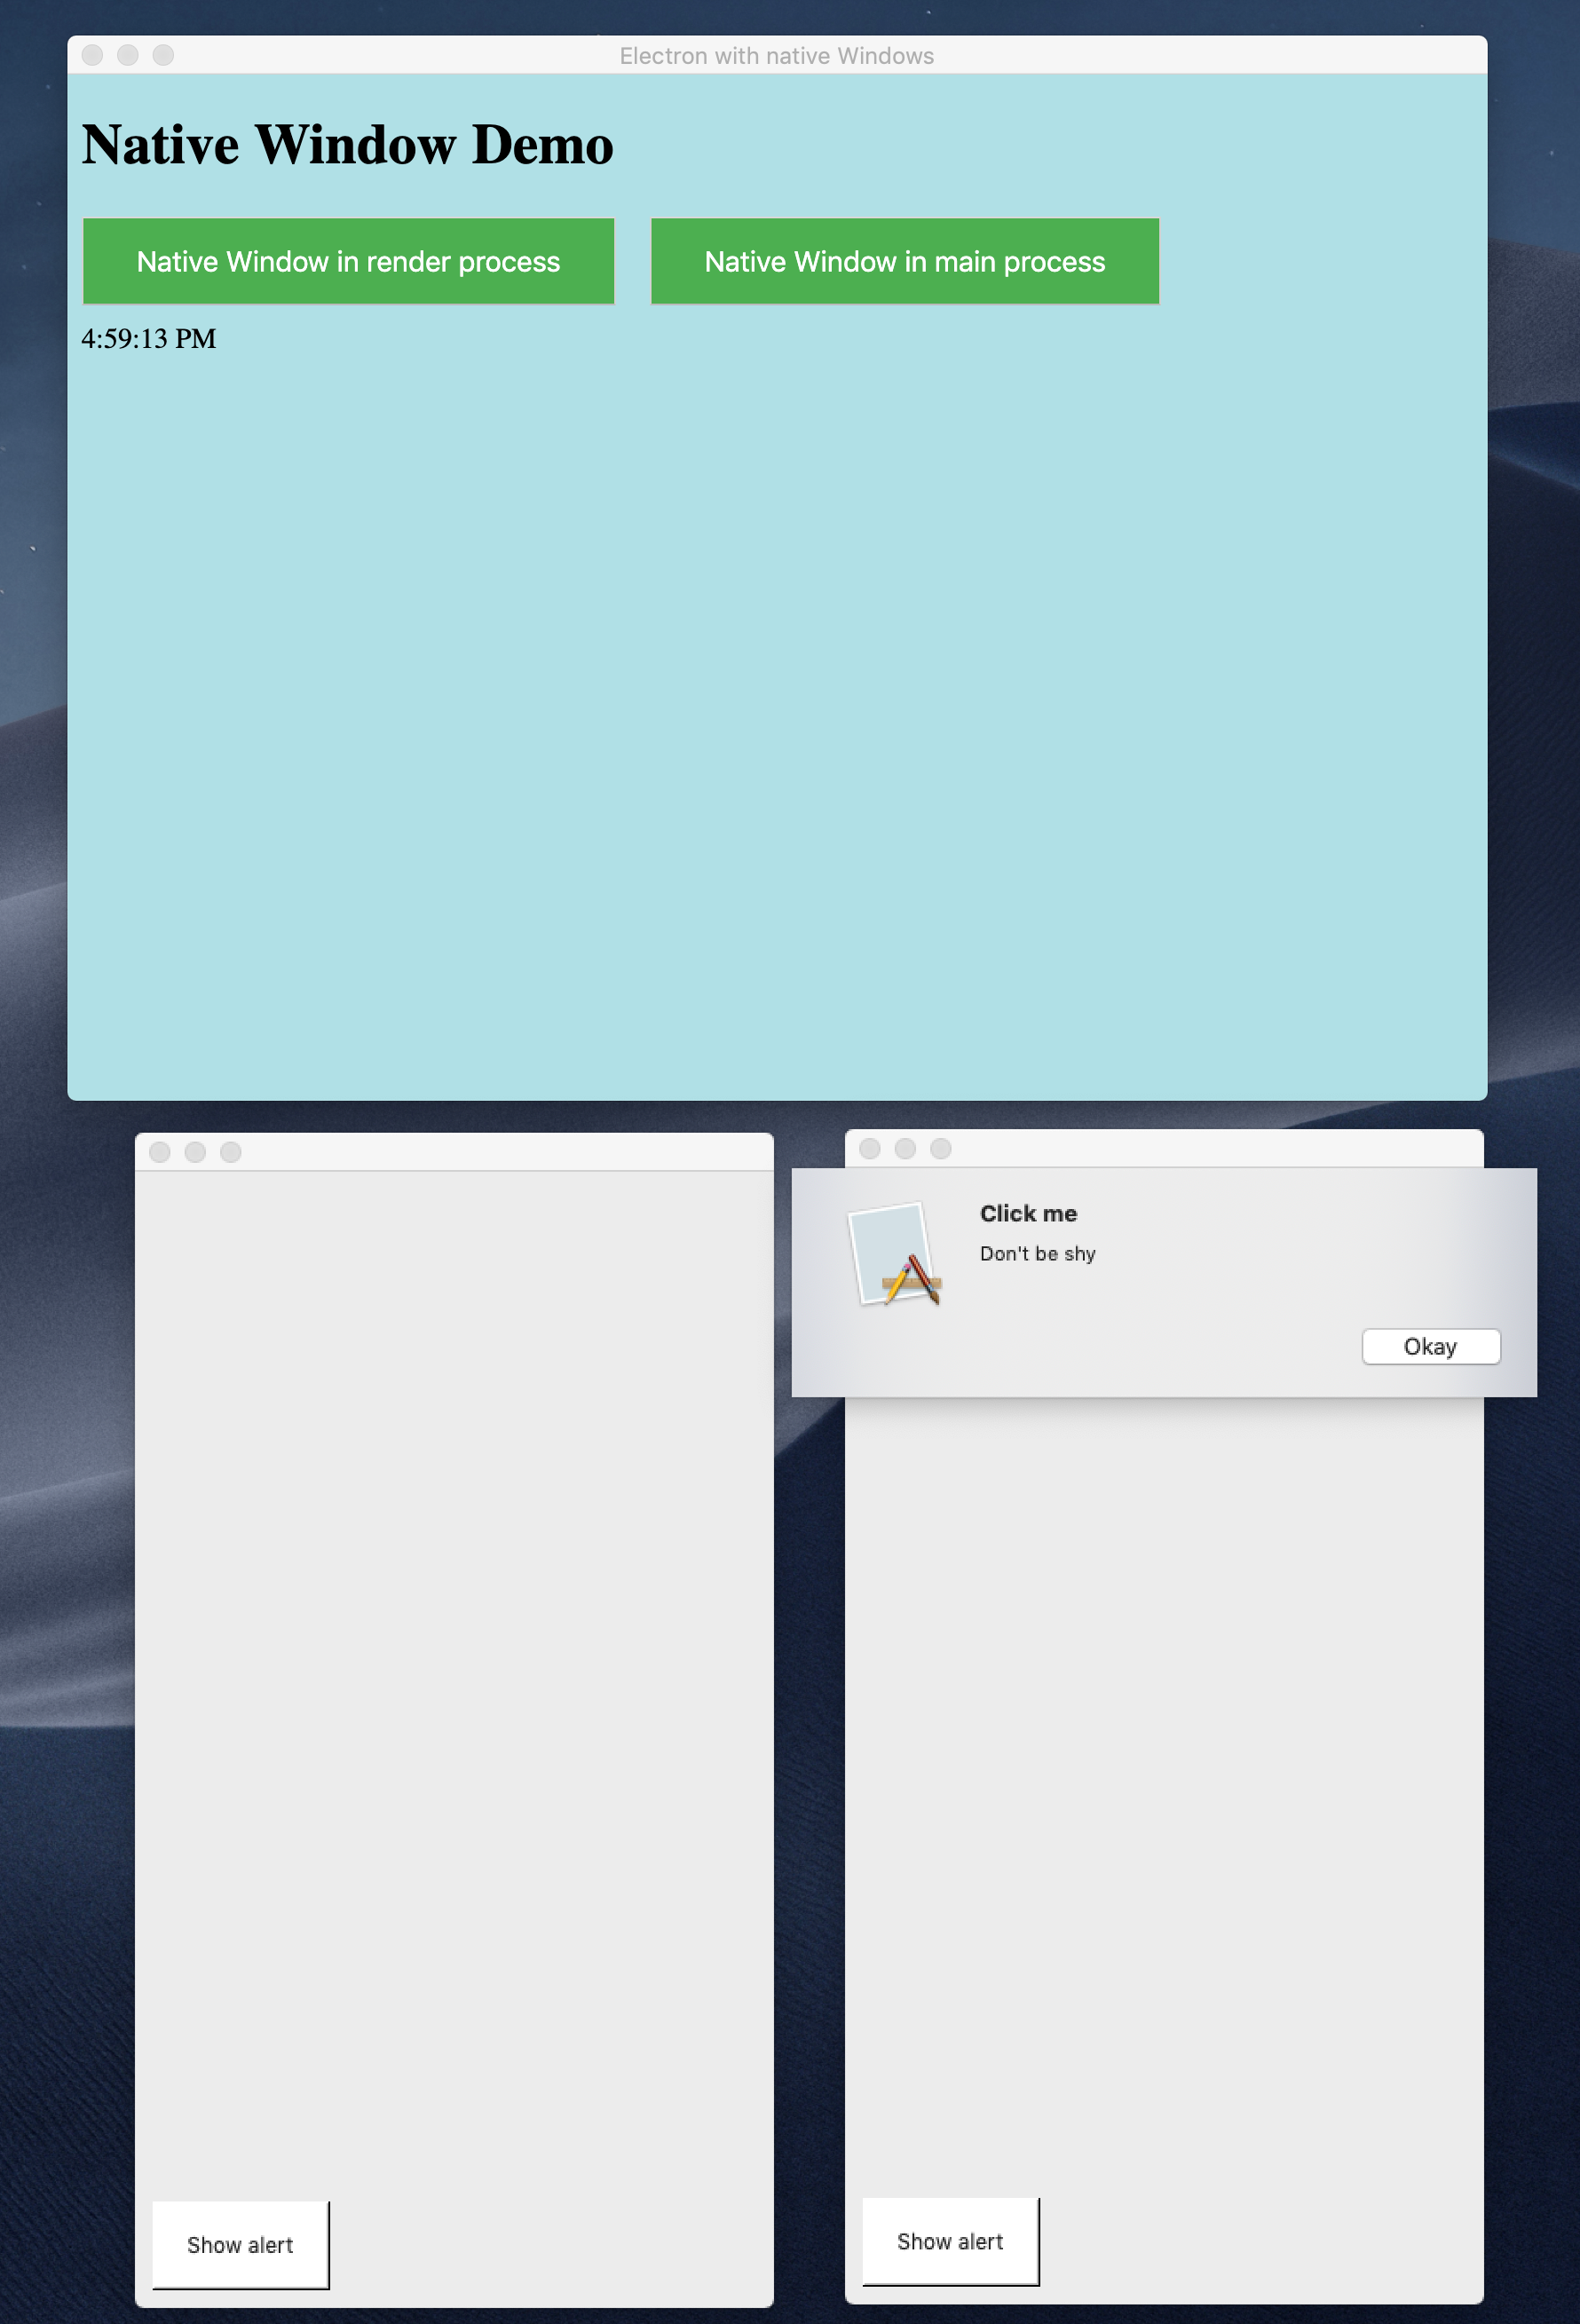 Electron with native Windows
Native Window Demo
Native Window in render process
Native Window in main process
4:59:13 PM
Click me
Don't be shy
Okay
Show alert
Show alert